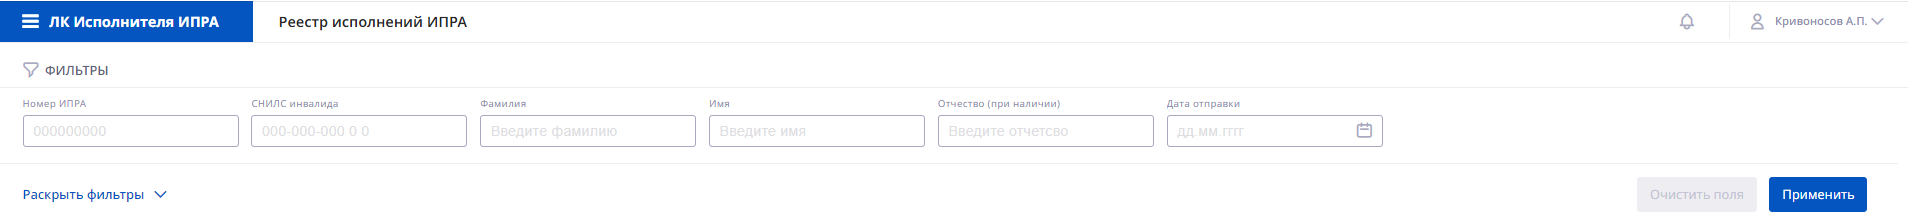 ЛК Исполнителя ИПРА Реестр исполнений ИПРА Кривоносов А.П.
ФИЛЬТРЫ
Номер ИПРА СНИЛС инвалида Фамилия Имя Отчество (при наличии) Дата отправки
000000000 000-000-000 0 0 Введите фамилию Введите имя Введите отчетсво дд.мм.гггг
Раскрыть фильтры Очистить поля Применить